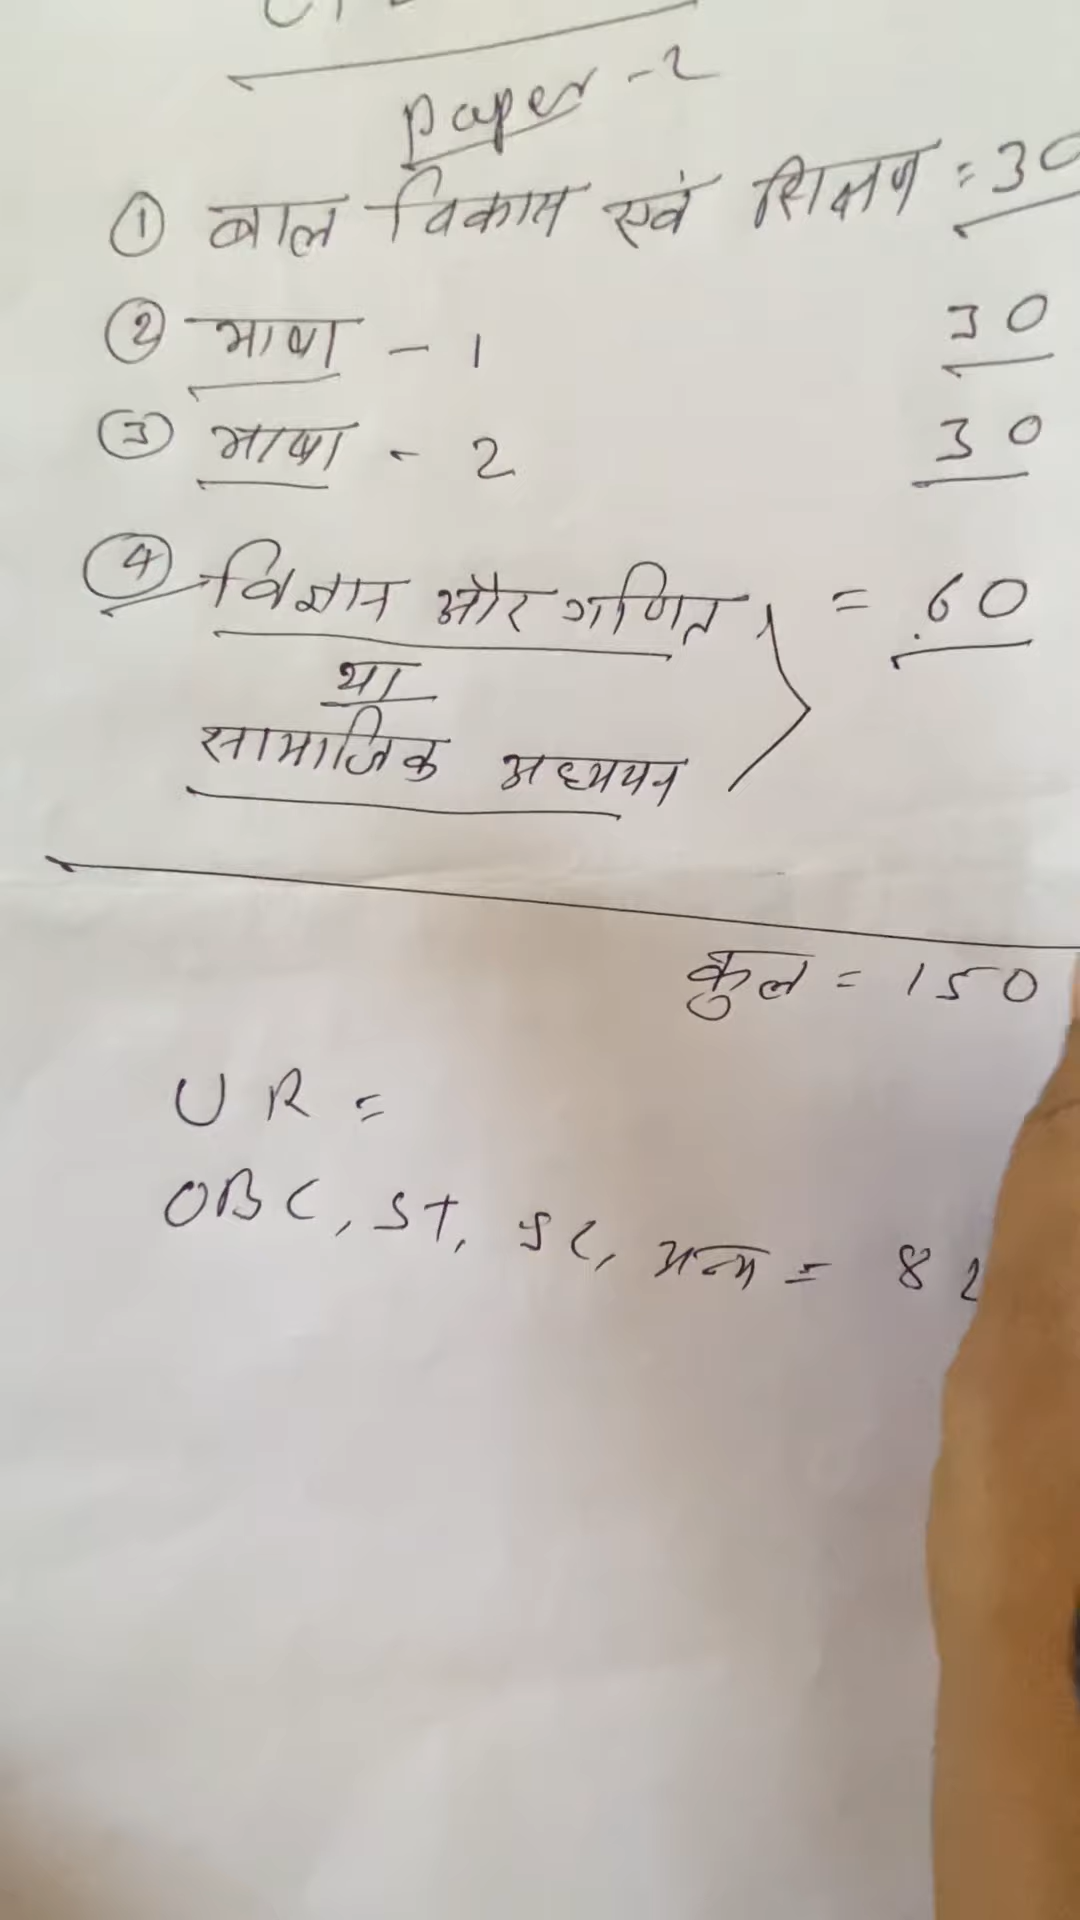 Paper - 2
① बाल विकास एवं शिक्षण = 30
② भाषा - 1 30
③ भाषा - 2 30
④ विज्ञान और गणित = 60
या
सामाजिक अध्ययन
कुल = 150
UR =
OBC, ST, SC, अन्य = 82